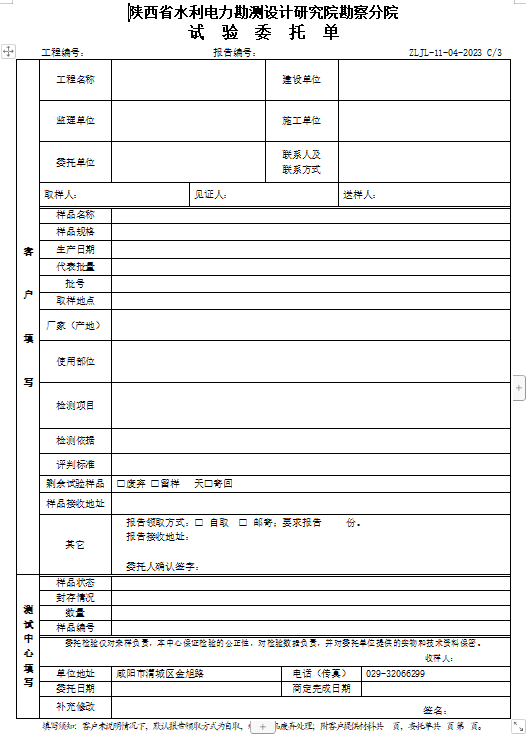 陕西省水利电力勘测设计研究院勘察分院
试 验 委 托 单
工程编号: 报告编号: ZLJL-11-04-2023 C/3
工程名称 建设单位
监理单位 施工单位
委托单位 联系人及
联系方式
取样人: 见证人: 送样人:
客户填写
样品名称
样品规格
生产日期
代表批量
批号
取样地点
厂家（产地）
使用部位
检测项目
检测依据
评判标准
剩余试验样品 □废弃 □留样 天□寄回
样品接收地址
其它 报告领取方式: □ 自取 □ 邮寄; 要求报告 份。
报告接收地址:
委托人确认签字:
测试中心填写
样品状态
封存情况
数量
样品编号
委托检验仅对来样负责, 本中心保证检验的公正性, 对检验数据负责, 并对委托单位提供的实物和技术资料保密。
收样人:
单位地址 咸阳市渭城区金旭路 电话（传真） 029-32066299
委托日期 商定完成日期
补充修改 签名:
填写须知: 客户未说明情况下, 默认报告领取方式为自取, 废弃处理; 附客户提供材料共 页, 委托单共 页 第 页。